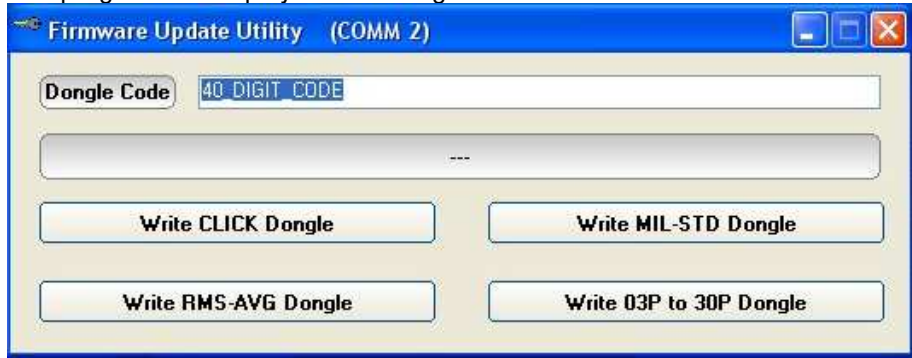 Firmware Update Utility (COMM 2)
Dongle Code 40_DIGIT_CODE
---
Write CLICK Dongle Write MIL-STD Dongle
Write RMS-AVG Dongle Write 03P to 30P Dongle